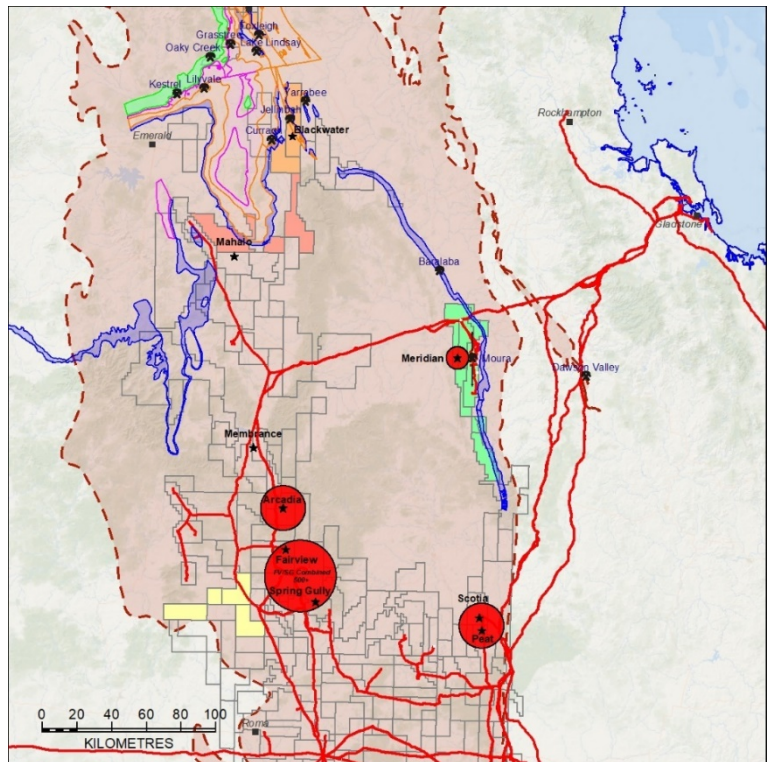 Foxleigh
Grasstree
Lake Lindsay
Oaky Creek
Kestrel
Lilyvale
Yarrabee
Jellinbah
Rockhampton
Emerald
Curragh
Blackwater
Gladstone
Mahalo
Baralaba
Meridian
Moura
Dawson Valley
Membrance
Arcadia
Fairview
Spring Gully
Scotia
Peat
Roma
0 20 40 60 80 100
KILOMETRES